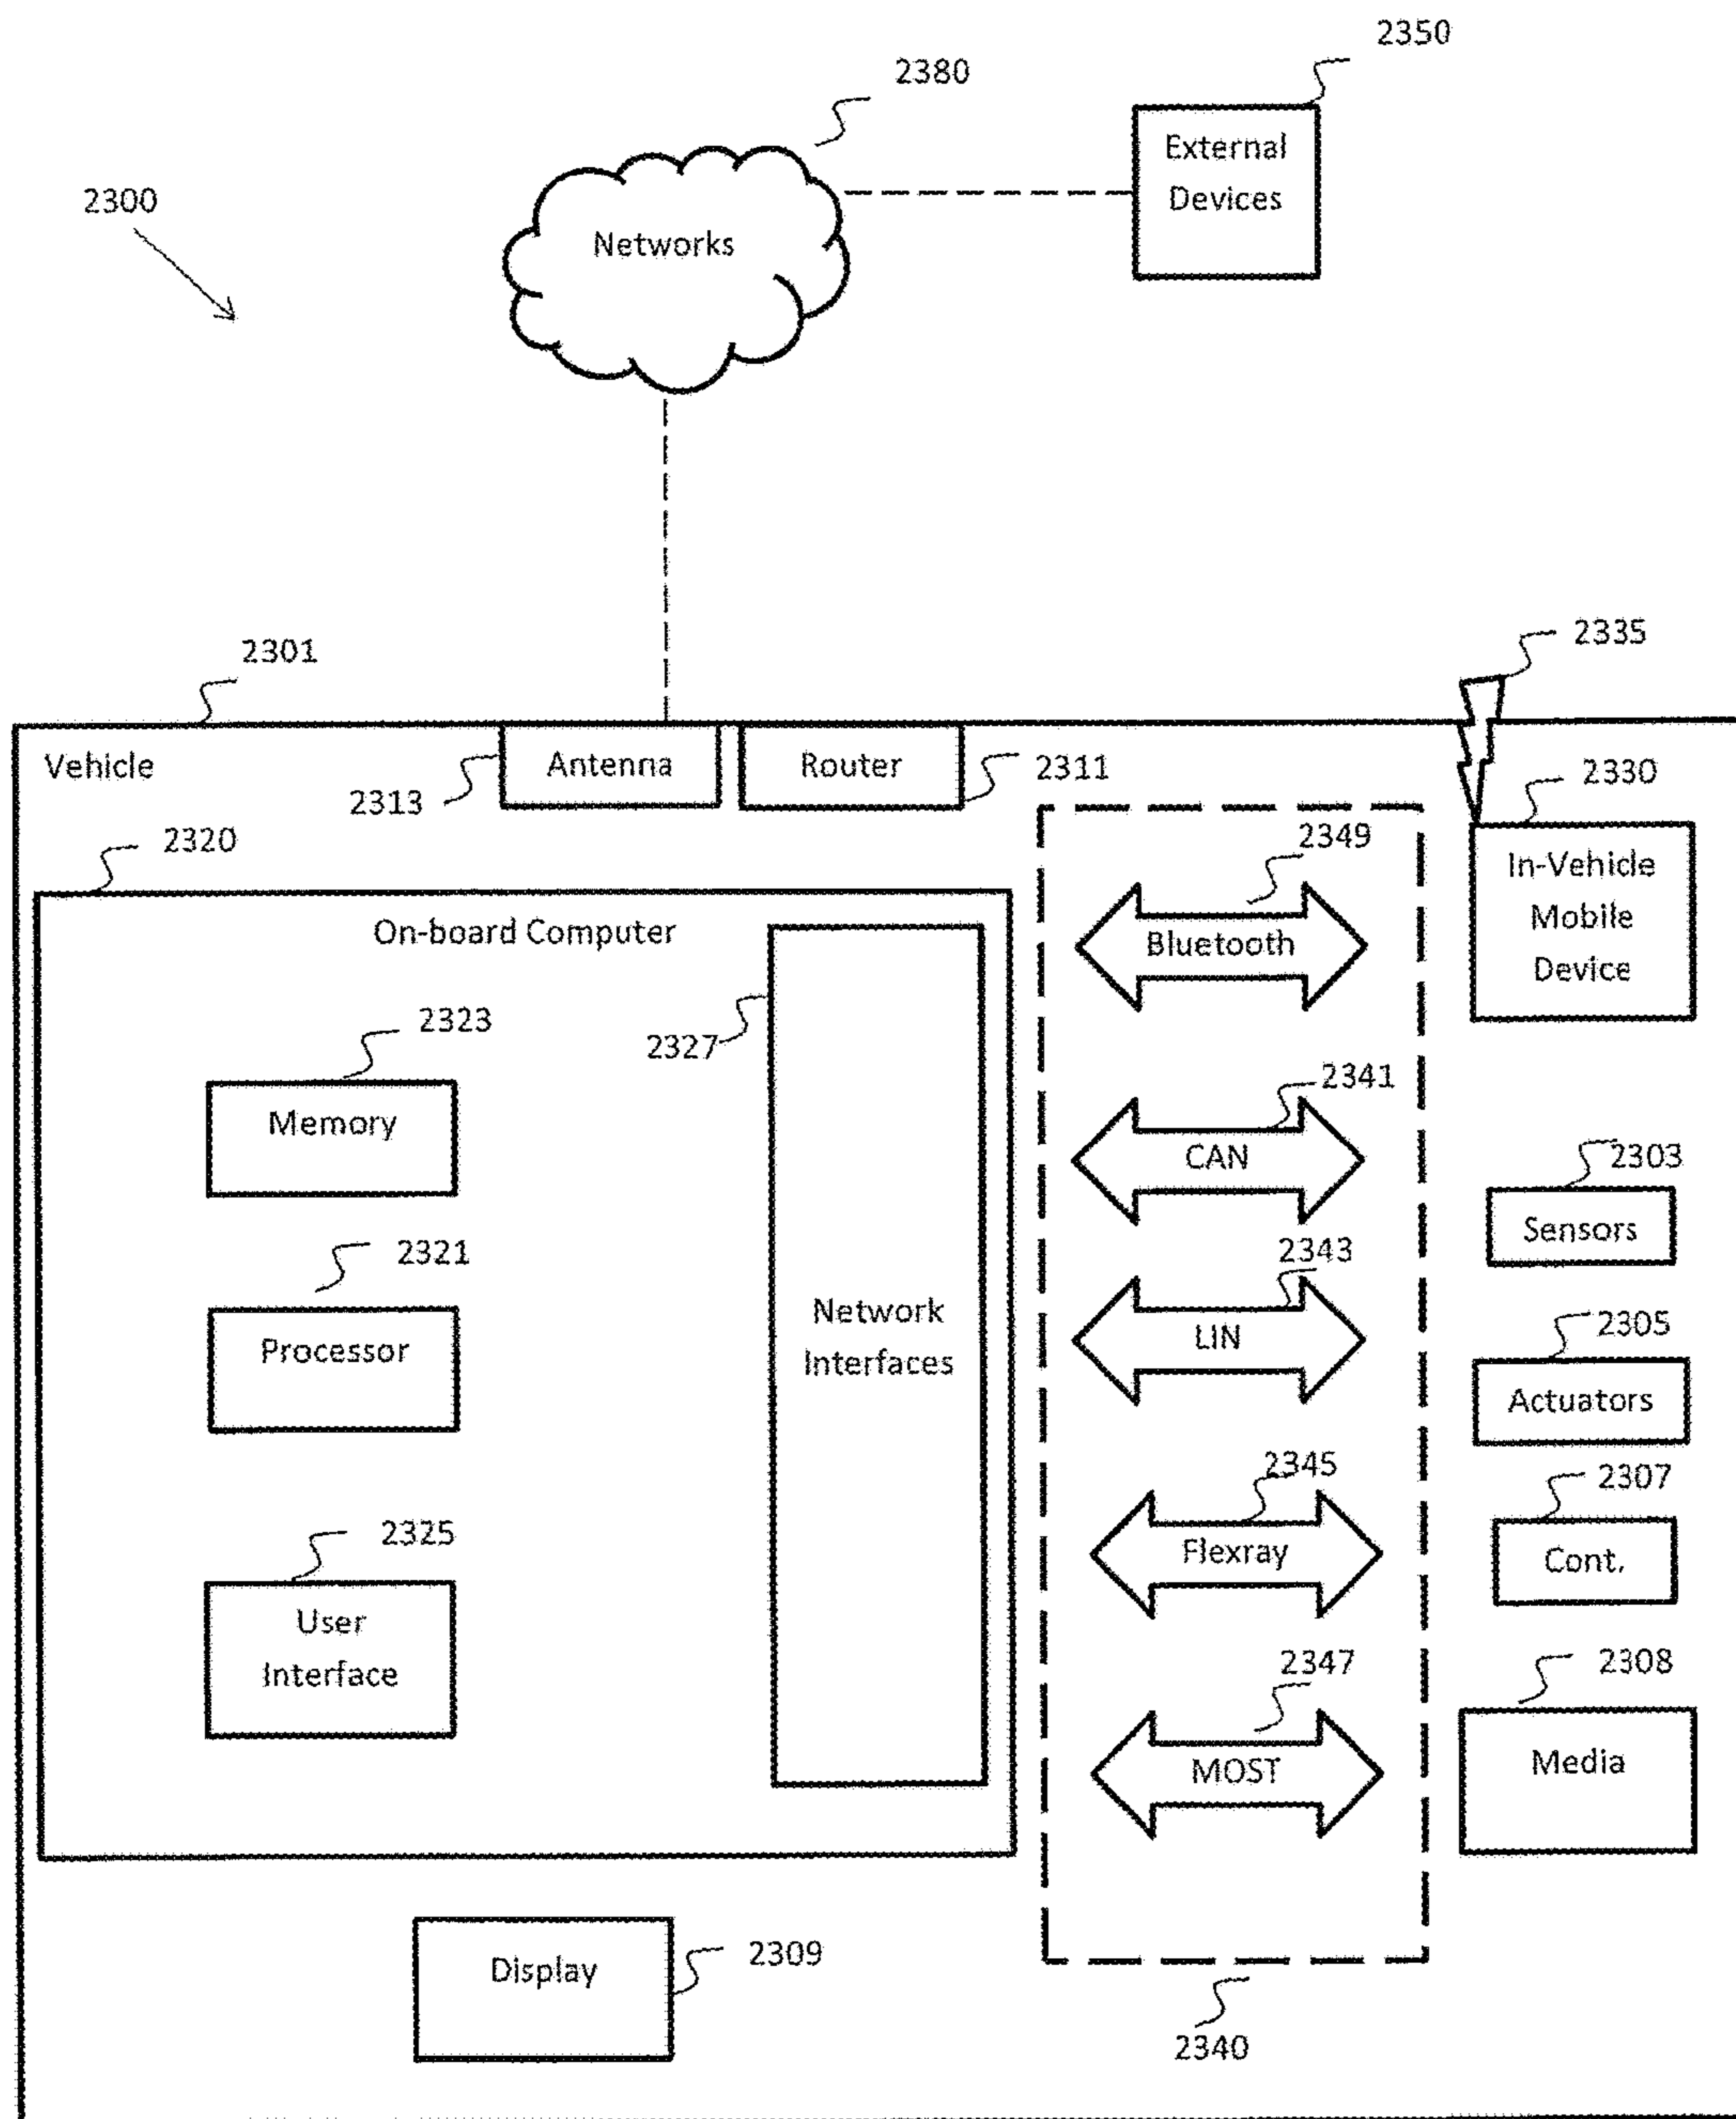 2350
2380
External
Devices
2300
Networks
2335
2301
Vehicle
Antenna
Router
2313
2311
2330
2320
2349
In-Vehicle
Mobile
Device
On-board Computer
Bluetooth
2323
2327
2341
Memory
CAN
2303
Sensors
2321
2343
Processor
Network
Interfaces
LIN
2305
Actuators
2345
2307
2325
Flexray
Cont.
User
Interface
2347
2308
MOST
Media
Display
2309
2340